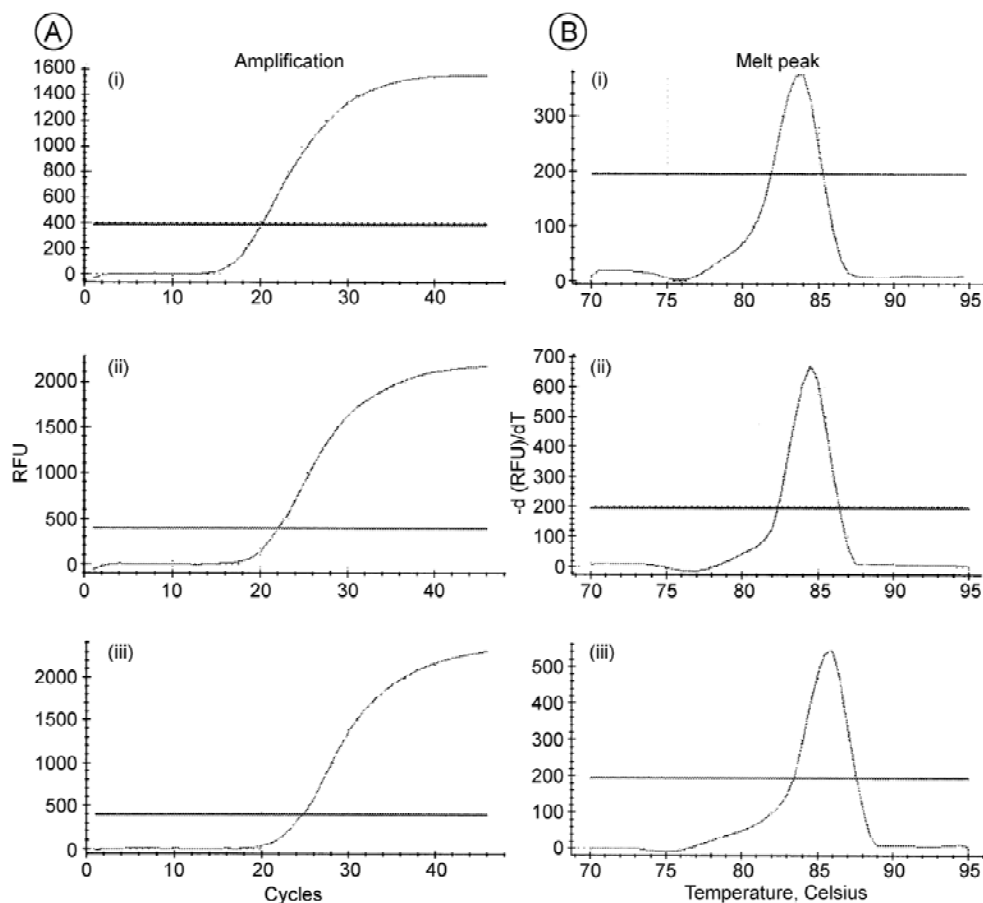 A
Amplification
(i)
1600
1400
1200
1000
800
600
400
200
0
0 10 20 30 40
(ii)
2000
1500
1000
500
0
0 10 20 30 40
RFU
(iii)
2000
1500
1000
500
0
0 10 20 30 40
Cycles
B
Melt peak
(i)
300
200
100
0
70 75 80 85 90 95
(ii)
700
600
500
400
300
200
100
0
70 75 80 85 90 95
-d (RFU)/dT
(iii)
500
400
300
200
100
0
70 75 80 85 90 95
Temperature, Celsius